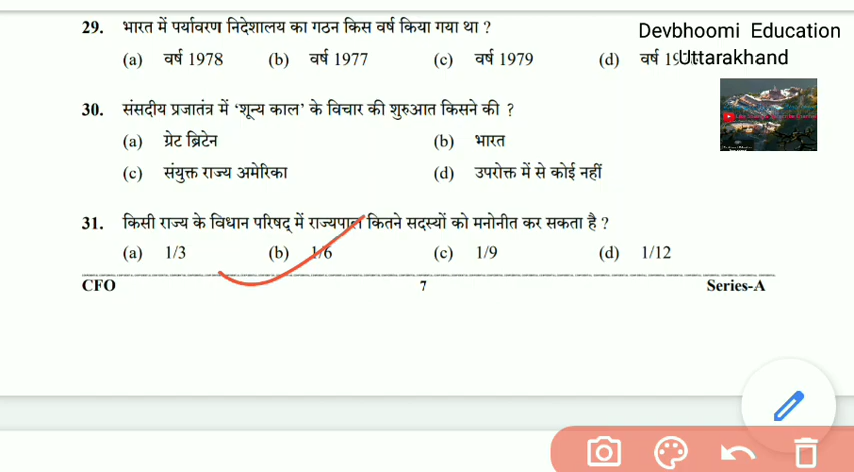 29. भारत में पर्यावरण निदेशालय का गठन किस वर्ष किया गया था ?
Devbhoomi Education
Uttarakhand
(a) वर्ष 1978 (b) वर्ष 1977 (c) वर्ष 1979 (d) वर्ष
30. संसदीय प्रजातंत्र में ‘शून्य काल’ के विचार की शुरुआत किसने की ?
(a) ग्रेट ब्रिटेन (b) भारत
(c) संयुक्त राज्य अमेरिका (d) उपरोक्त में से कोई नहीं
31. किसी राज्य के विधान परिषद् में राज्यपाल कितने सदस्यों को मनोनीत कर सकता है ?
(a) 1/3 (b) 1/6 (c) 1/9 (d) 1/12
CFO 7 Series-A